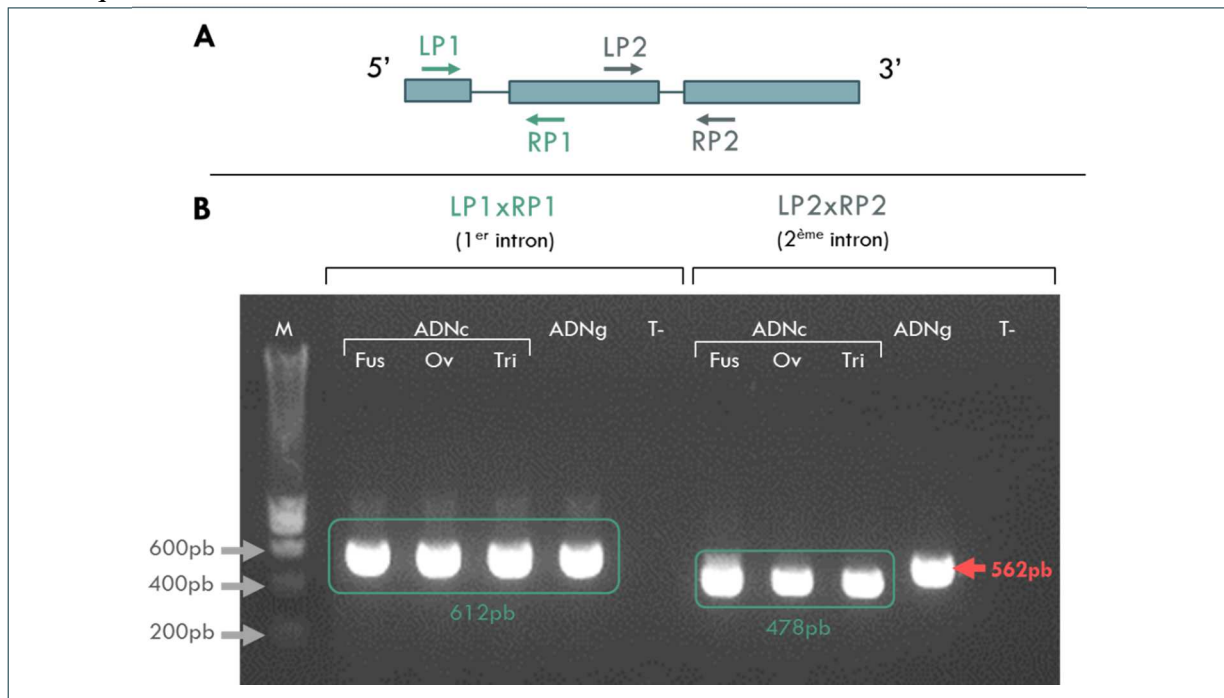 A
5’ LP1 LP2 3’
RP1 RP2
B
LP1xRP1 LP2xRP2
(1er intron) (2ème intron)
M ADNc ADNg T- ADNc ADNg T-
Fus Ov Tri Fus Ov Tri
600pb
400pb
200pb
562pb
612pb
478pb